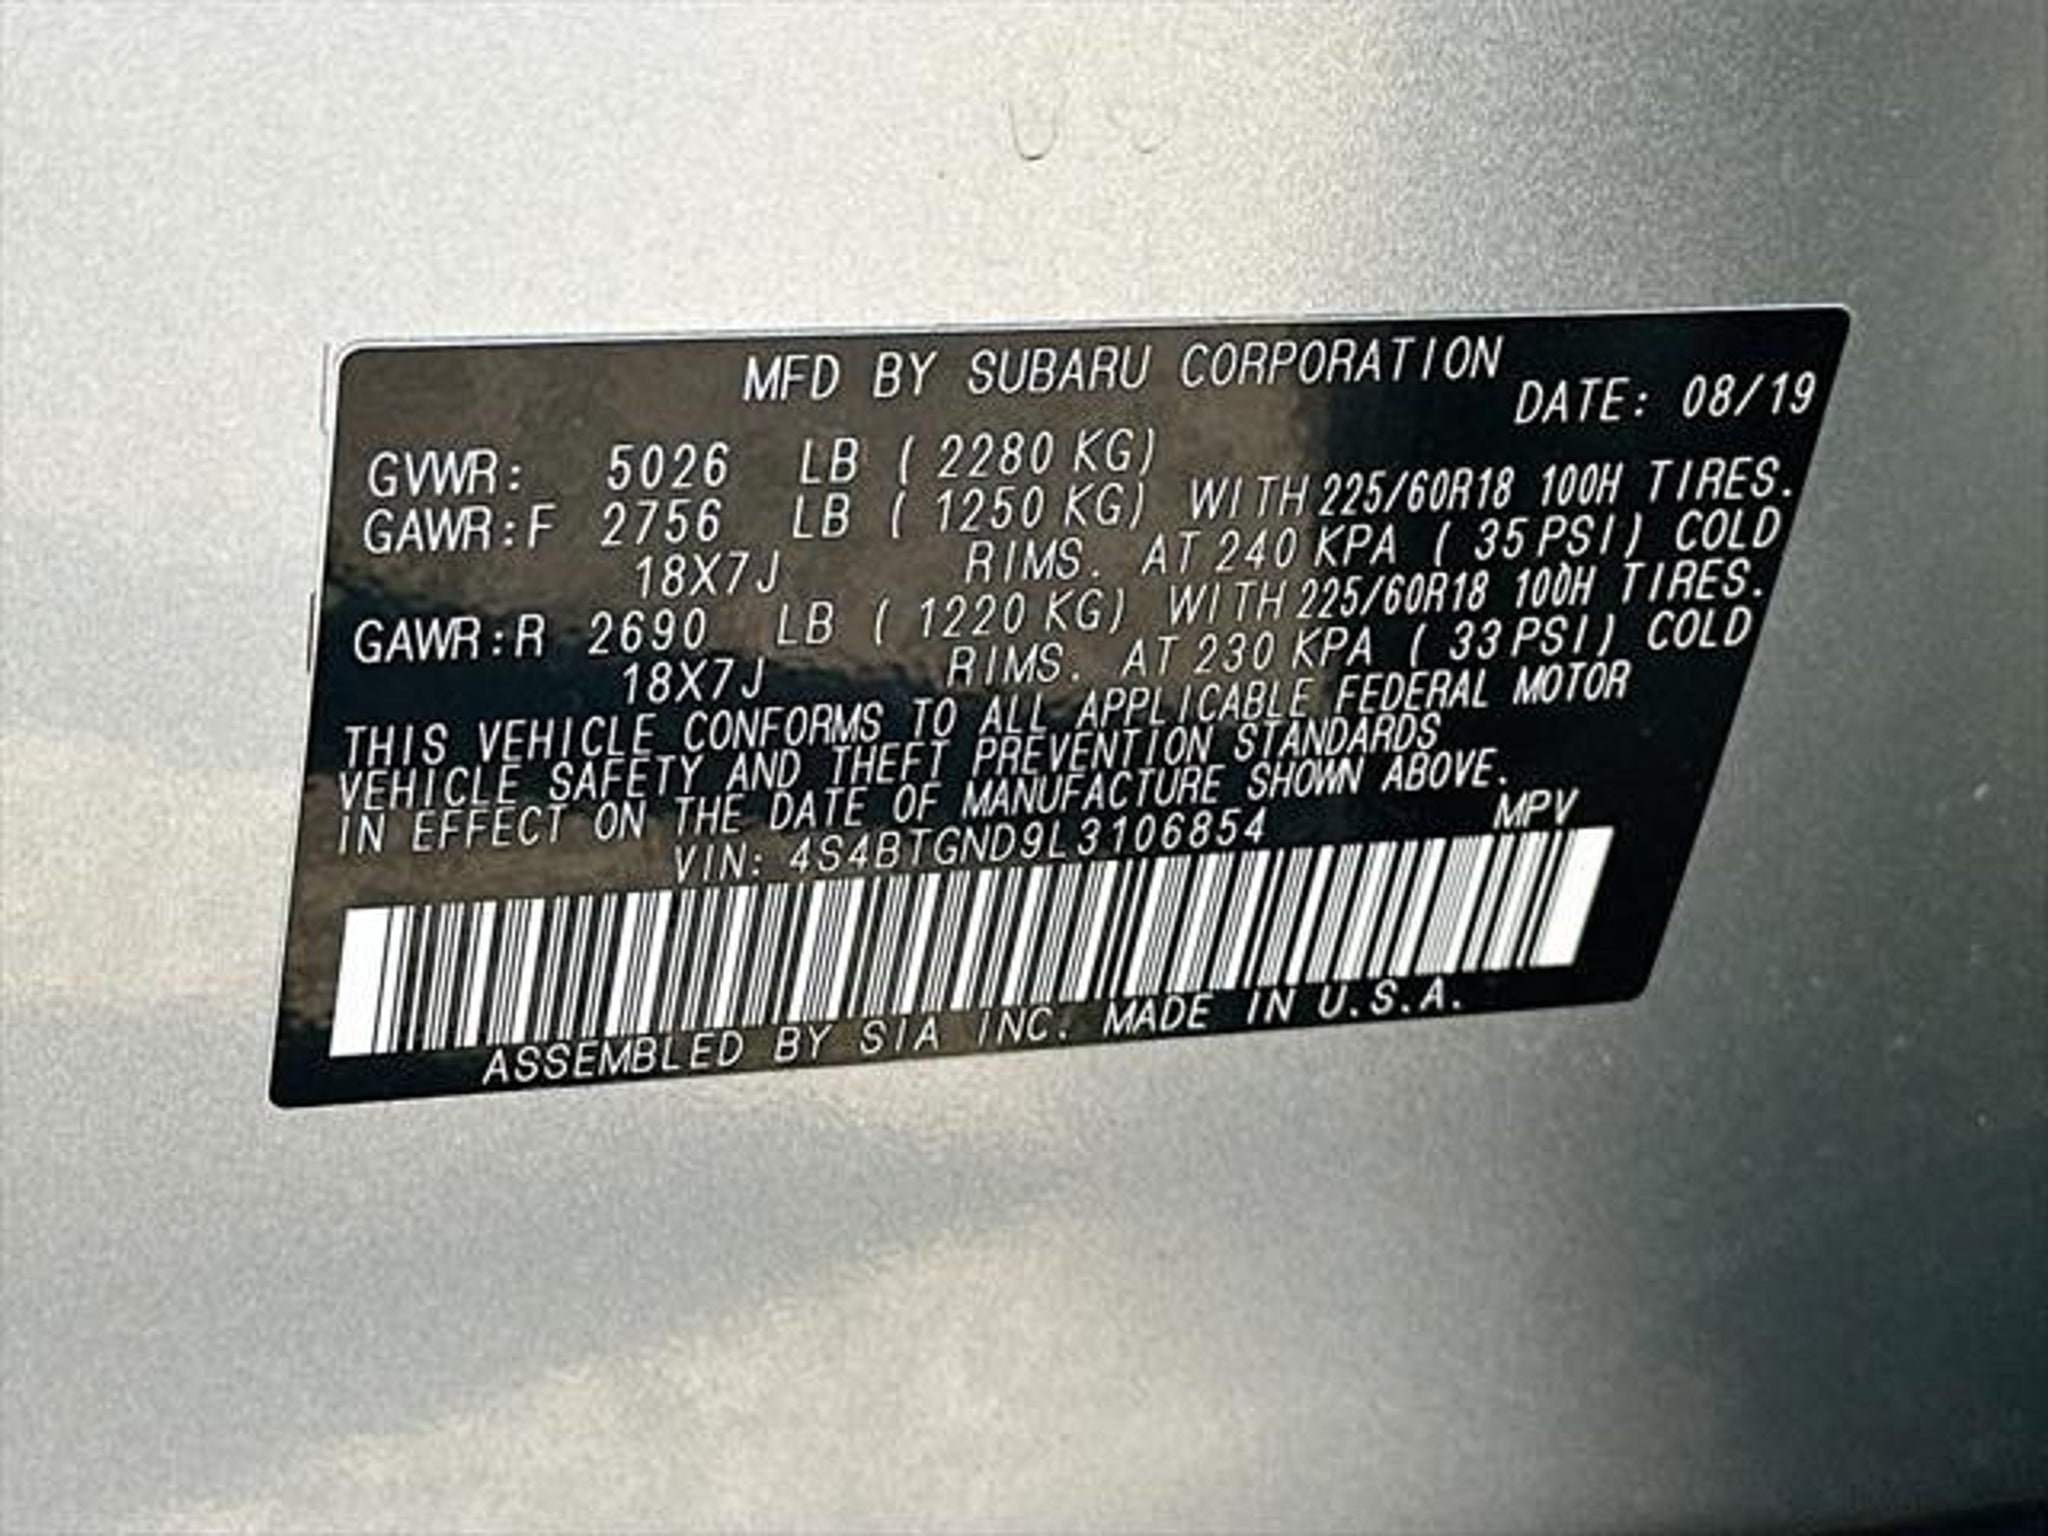 MFD BY SUBARU CORPORATION
DATE: 08/19
GVWR: 5026 LB ( 2280 KG)
GAWR:F 2756 LB ( 1250 KG) WITH 225/60R18 100H TIRES.
18X7J RIMS. AT 240 KPA ( 35 PSI) COLD
GAWR:R 2690 LB ( 1220 KG) WITH 225/60R18 100H TIRES.
18X7J RIMS. AT 230 KPA ( 33 PSI) COLD
THIS VEHICLE CONFORMS TO ALL APPLICABLE FEDERAL MOTOR
VEHICLE SAFETY AND THEFT PREVENTION STANDARDS
IN EFFECT ON THE DATE OF MANUFACTURE SHOWN ABOVE.
VIN: 4S4BTGND9L3106854 MPV
ASSEMBLED BY SIA INC. MADE IN U.S.A.